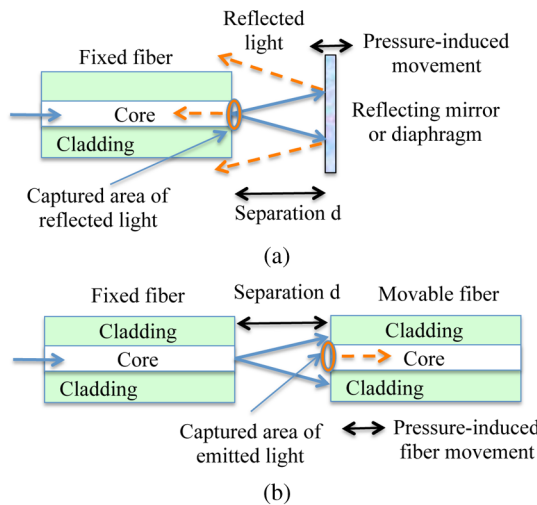 Reflected
light
Pressure-induced
movement
Fixed fiber
Core
Reflecting mirror
or diaphragm
Cladding
Captured area of
reflected light
Separation d
(a)
Fixed fiber
Separation d
Movable fiber
Cladding
Cladding
Core
Core
Cladding
Cladding
Captured area of
emitted light
Pressure-induced
fiber movement
(b)